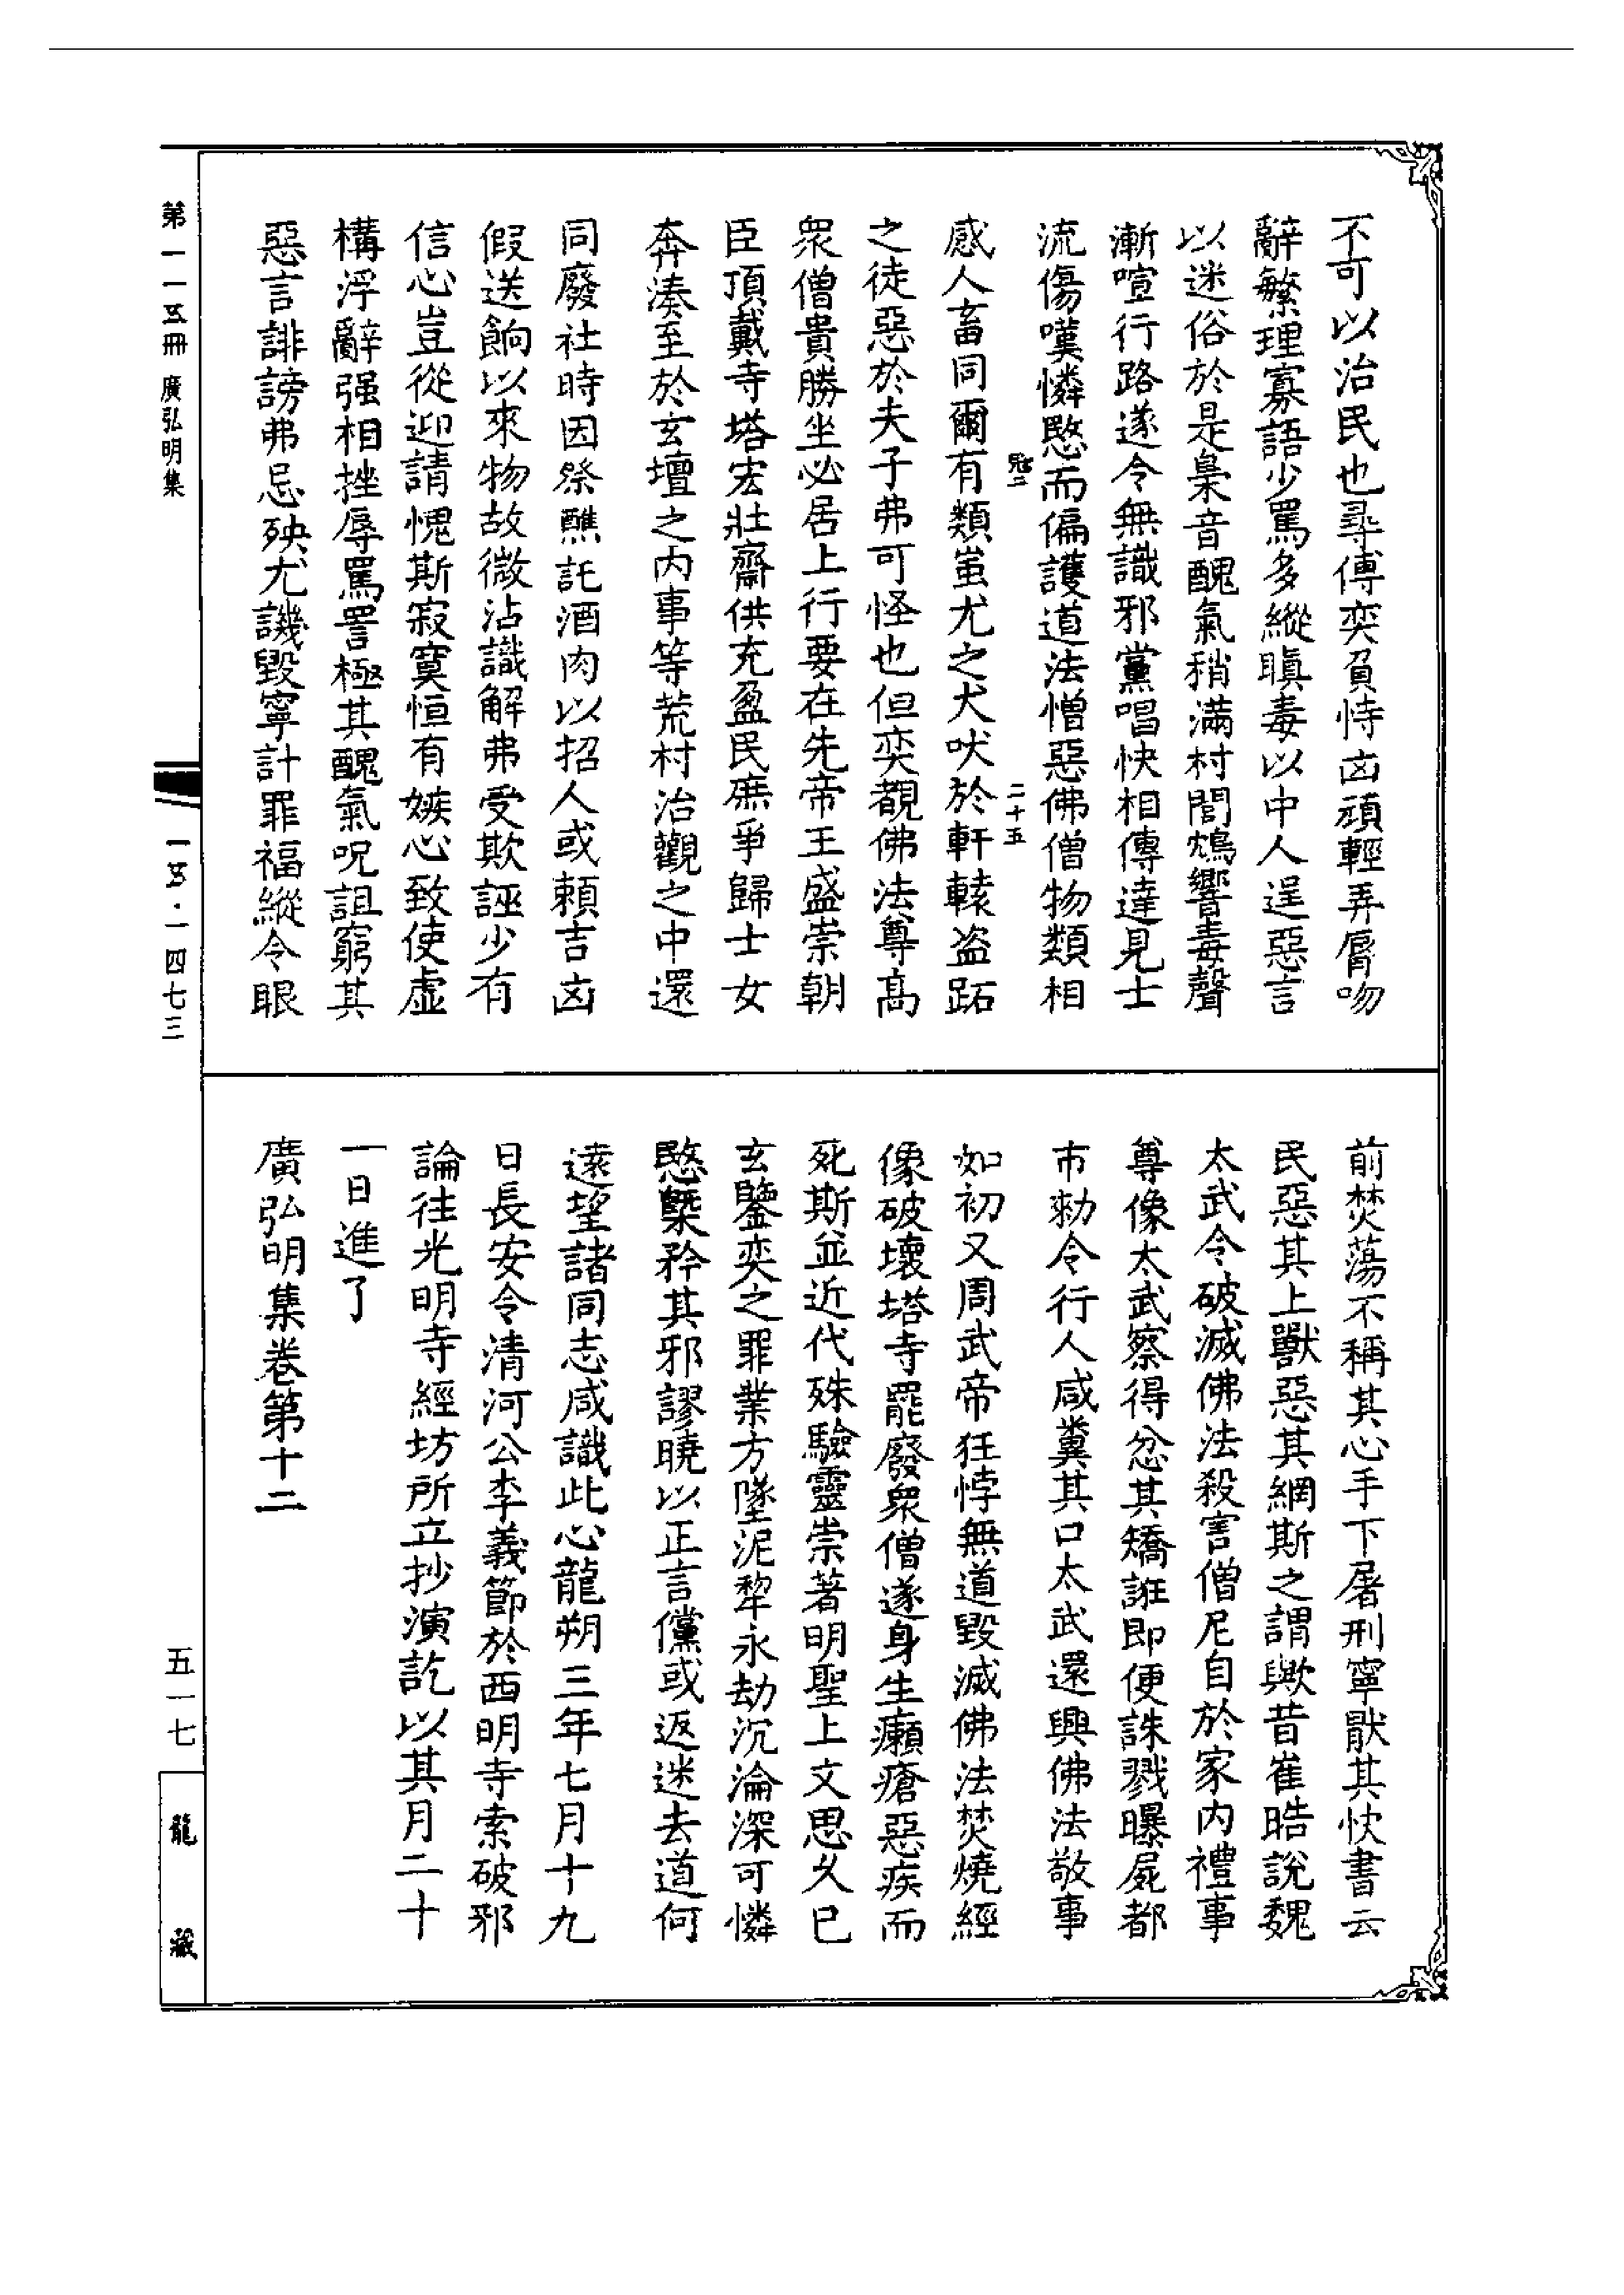 不可以治民也尋傅奕負恃凶頑輕弄脣吻
辭繁理寡語少罵多縱瞋毒以中人逞惡言
以迷俗於是梟音醜氣稍滿村閭鴆響毒聲
漸喧行路遂令無識邪黨唱快相傳達見士
流傷嘆憐愍而偏護道法憎惡佛僧物類相
二十五
感人畜同爾有類蚩尤之犬吠於軒轅盜跖
之徒惡於夫子弗可怪也但奕覩佛法尊高
眾僧貴勝坐必居上行要在先帝王盛崇朝
臣頂戴寺塔宏壯齋供充盈民庶爭歸士女
奔湊至於玄壇之內事等荒村治觀之中還
同廢社時因祭醮託酒肉以招人或賴吉凶
假送餉以來物故微沾識解弗受欺誣少有
信心豈從迎請愧斯寂寞恒有嫉心致使虛
構浮辭强相挫辱罵詈極其醜氣呪詛窮其
惡言誹謗弗忌殃尤譏毀寧計罪福縱令眼
前焚蕩不稱其心手下屠刑寧猒其快書云
民惡其上獸惡其網斯之謂歟昔崔晧說魏
太武令破滅佛法殺害僧尼自於家內禮事
尊像太武察得忿其矯誑即便誅戮曝屍都
市勑令行人咸糞其口太武還興佛法敬事
如初又周武帝狂悖無道毀滅佛法焚燒經
像破壞塔寺罷廢眾僧遂身生癩瘡惡疾而
死斯並近代殊驗靈崇著明聖上文思久已
玄鑒奕之罪業方墜泥犂永劫沉淪深可憐
愍槩矜其邪謬曉以正言儻或返迷去道何
遠望諸同志咸識此心龍朔三年七月十九
日長安令清河公李義節於西明寺索破邪
論往光明寺經坊所立抄演訖以其月二十
一日進了
廣弘明集卷第十二
第一一五冊 廣弘明集
一五·一四七三
五一七
龍藏